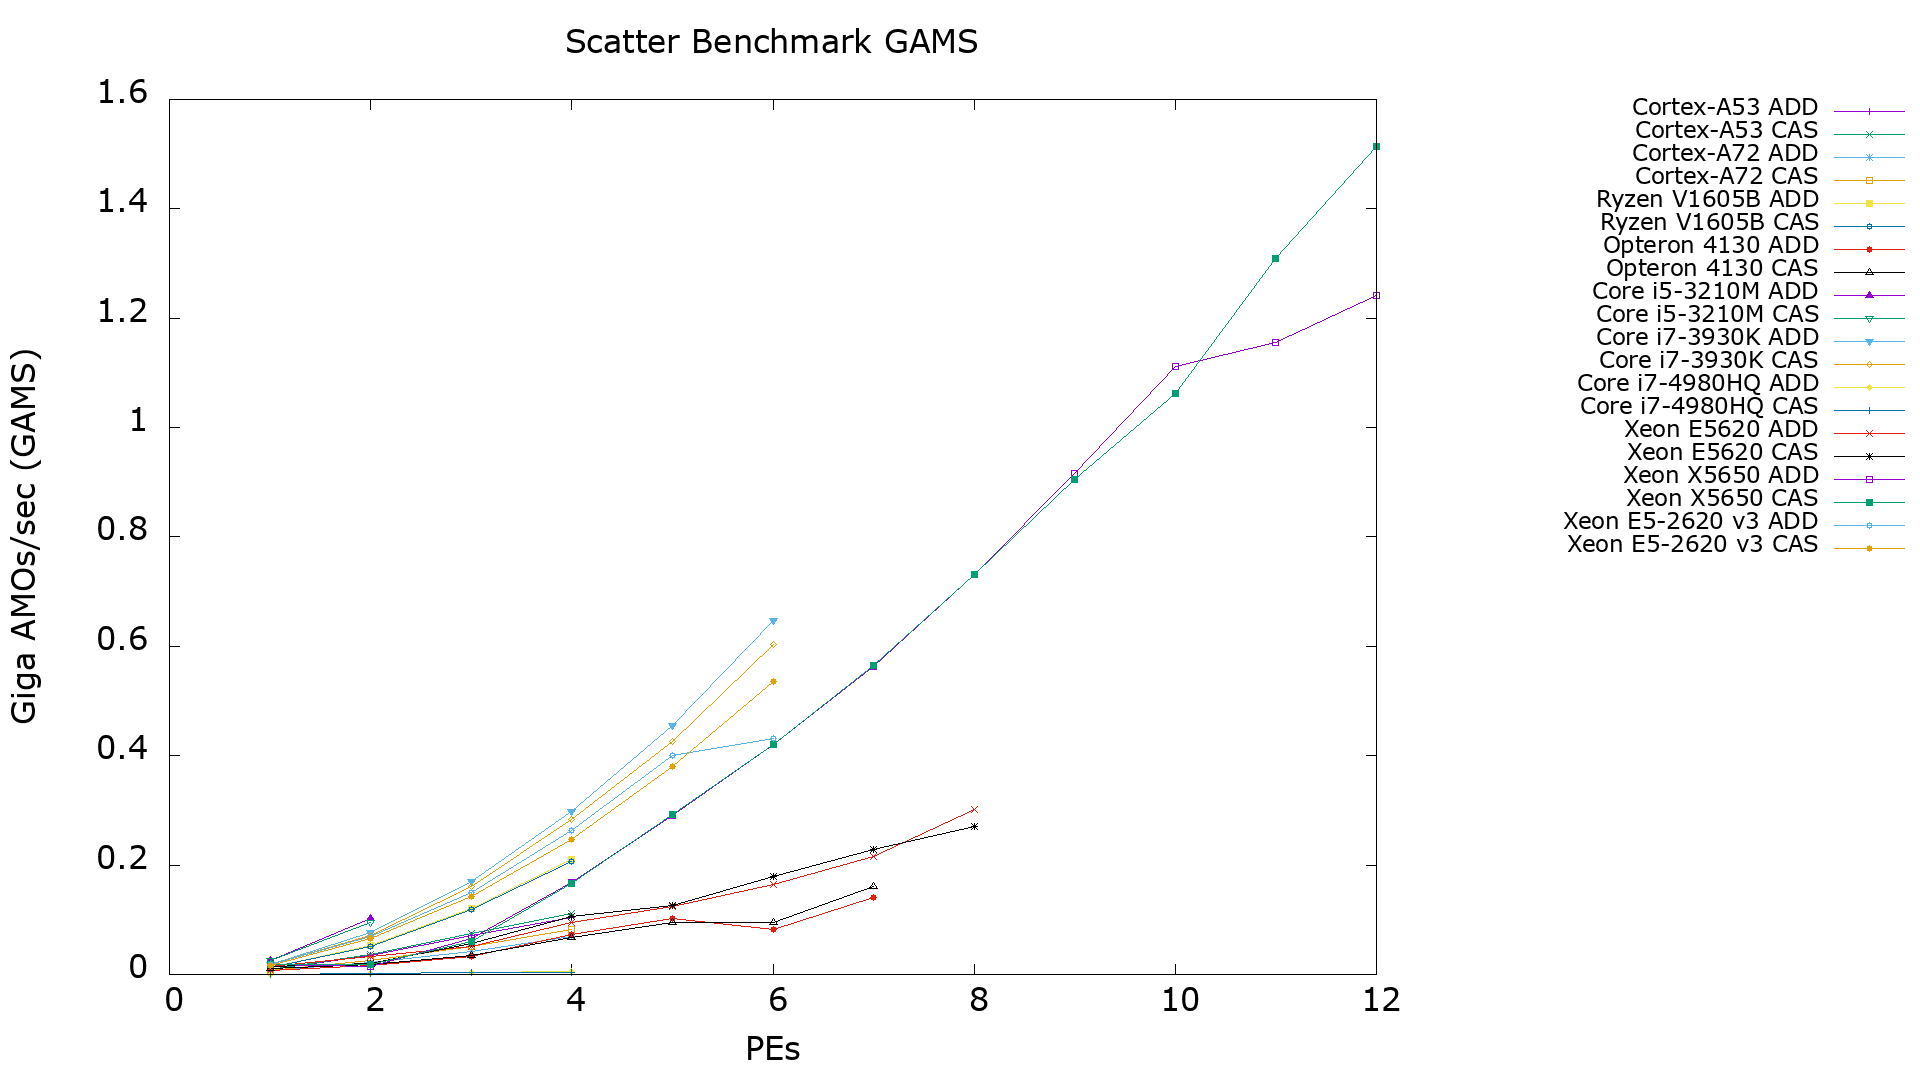 Scatter Benchmark GAMS
1.6
1.4
1.2
1
0.8
0.6
0.4
0.2
0
Giga AMOs/sec (GAMS)
0 2 4 6 8 10 12
PEs
Cortex-A53 ADD
Cortex-A53 CAS
Cortex-A72 ADD
Cortex-A72 CAS
Ryzen V1605B ADD
Ryzen V1605B CAS
Opteron 4130 ADD
Opteron 4130 CAS
Core i5-3210M ADD
Core i5-3210M CAS
Core i7-3930K ADD
Core i7-3930K CAS
Core i7-4980HQ ADD
Core i7-4980HQ CAS
Xeon E5620 ADD
Xeon E5620 CAS
Xeon X5650 ADD
Xeon X5650 CAS
Xeon E5-2620 v3 ADD
Xeon E5-2620 v3 CAS